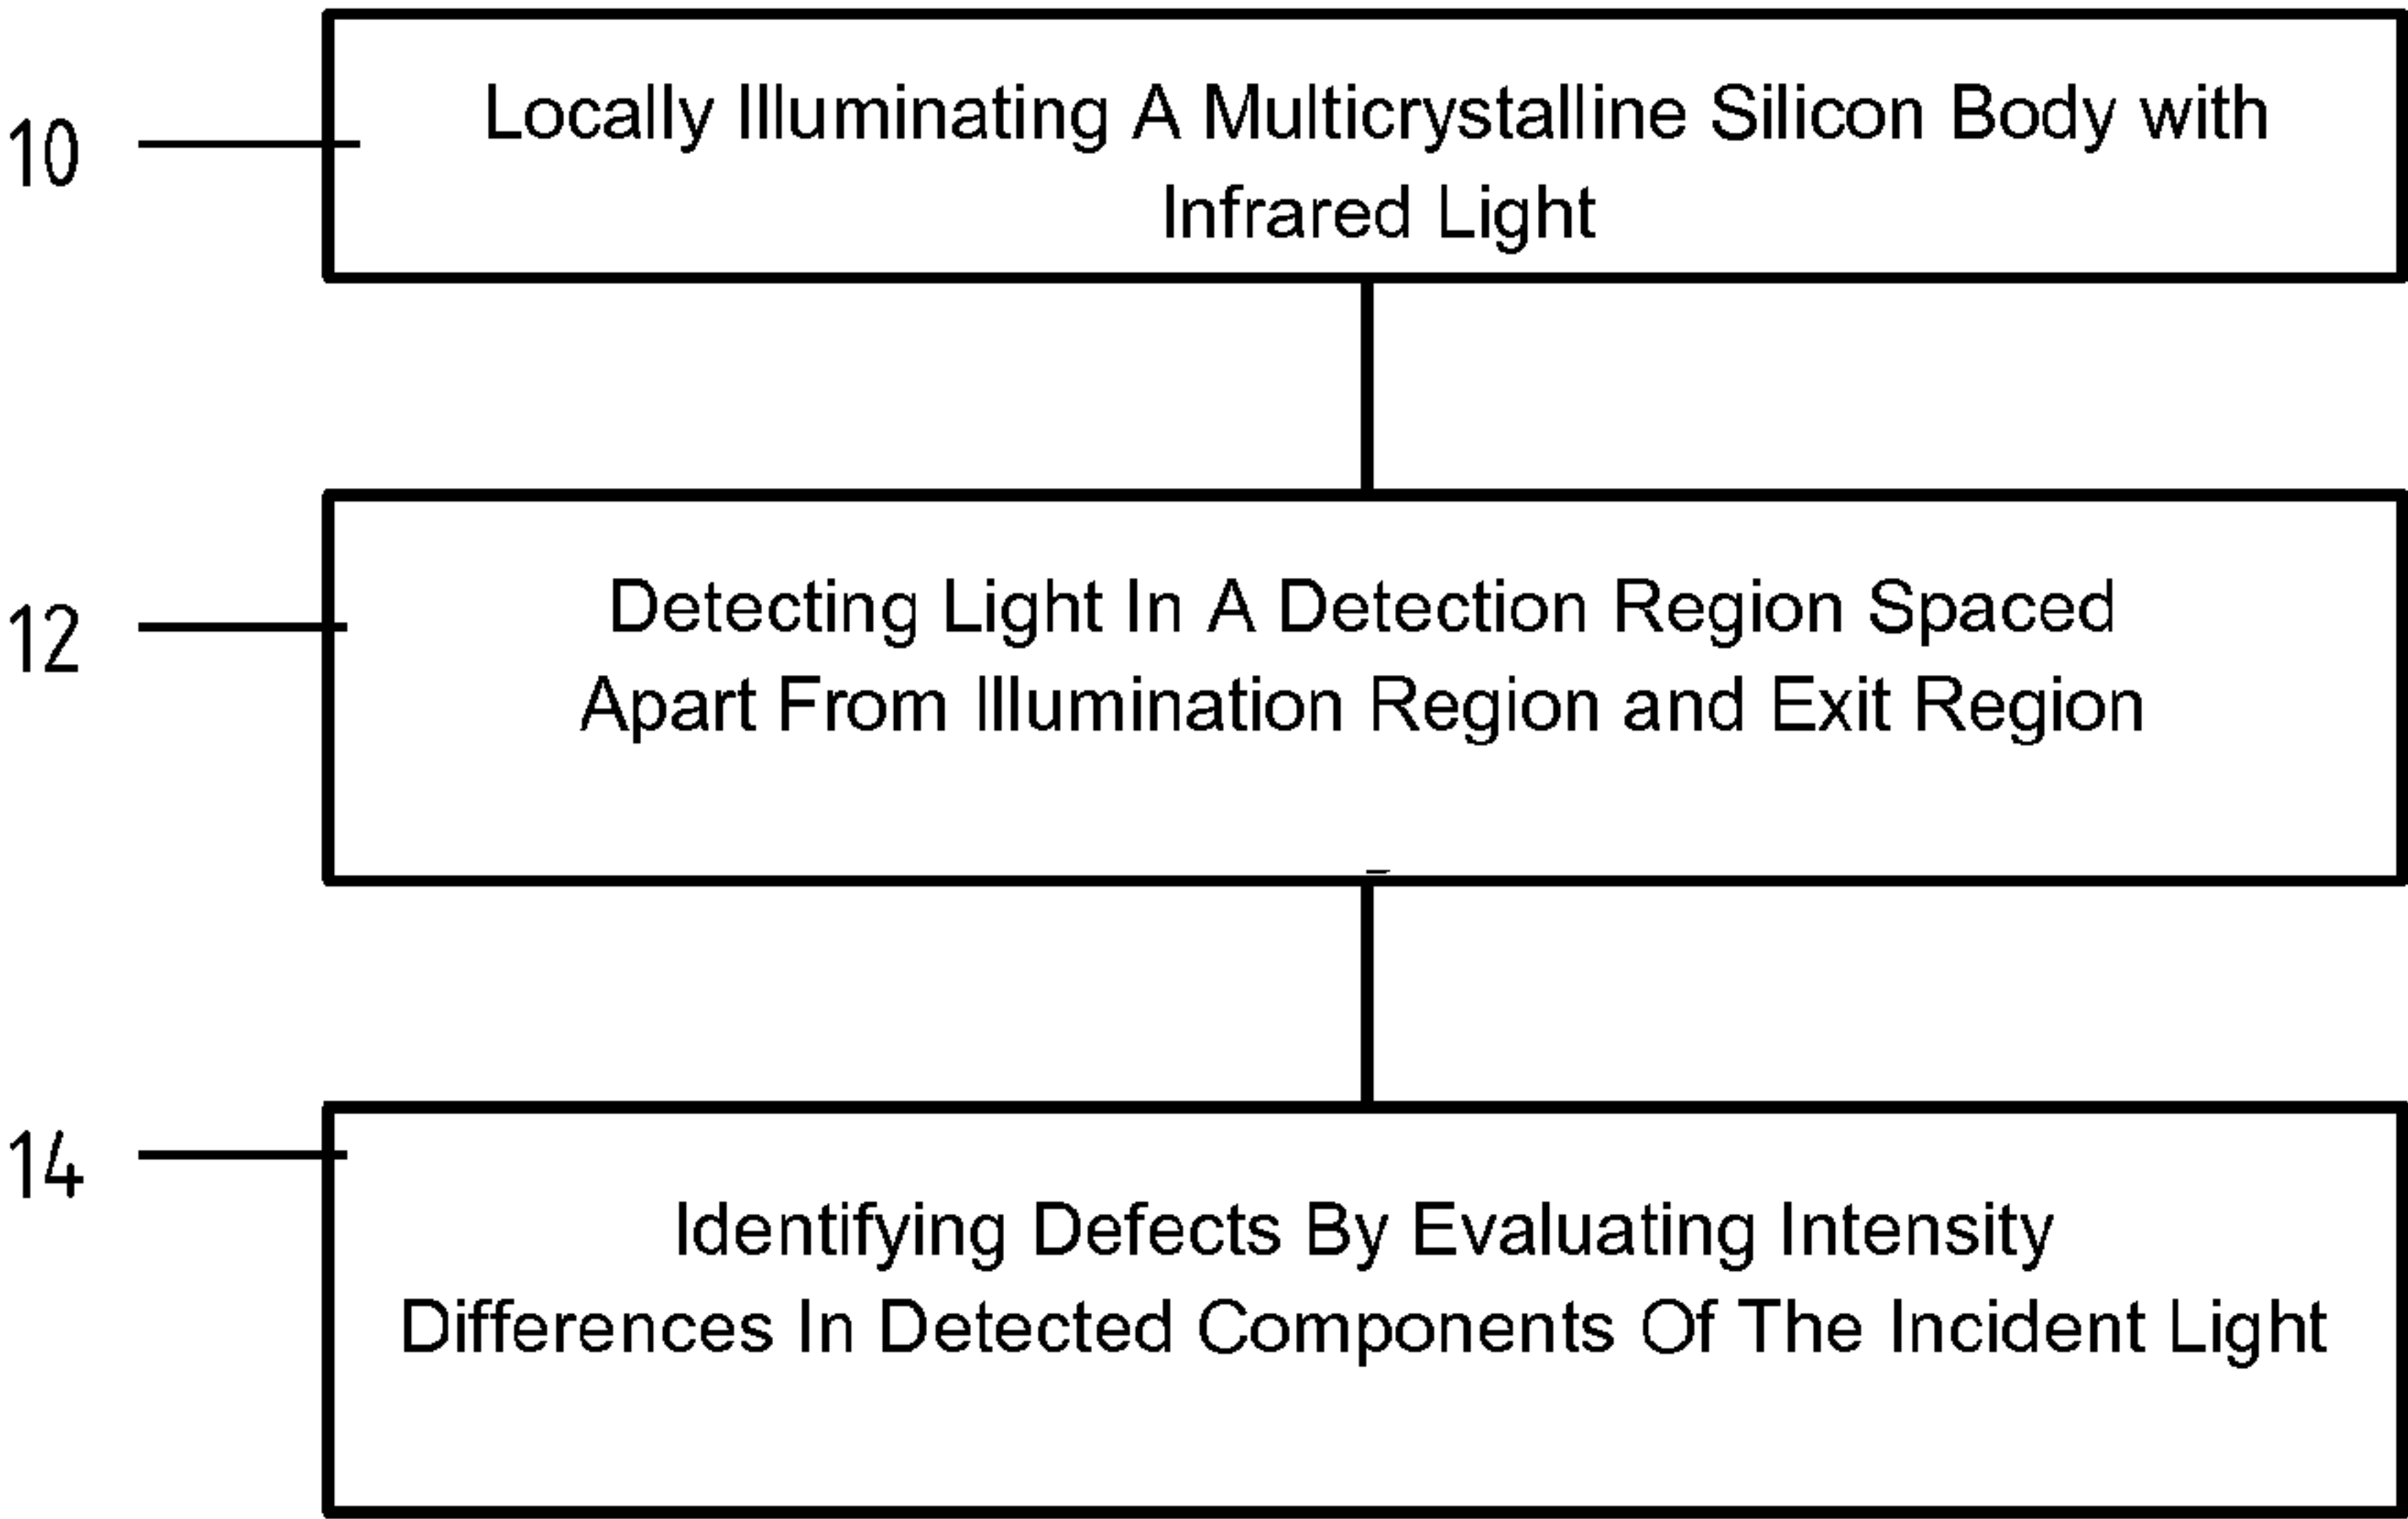 10
Locally Illuminating A Multicrystalline Silicon Body with
Infrared Light
12
Detecting Light In A Detection Region Spaced
Apart From Illumination Region and Exit Region
14
Identifying Defects By Evaluating Intensity
Differences In Detected Components Of The Incident Light